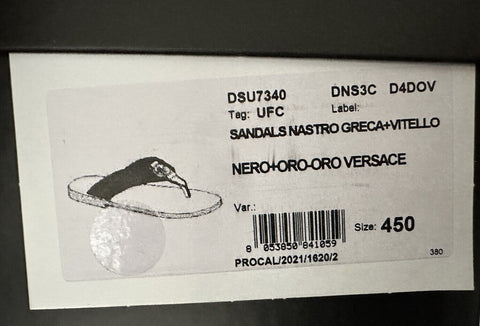 DSU7340 DNS3C D4DOV
Tag: UFC Label:
SANDALS NASTRO GRECA+VITELLO
NERO+ORO-ORO VERSACE
Var.:
Size: 450
8 053850 841059
PROCAL/2021/1620/2
380